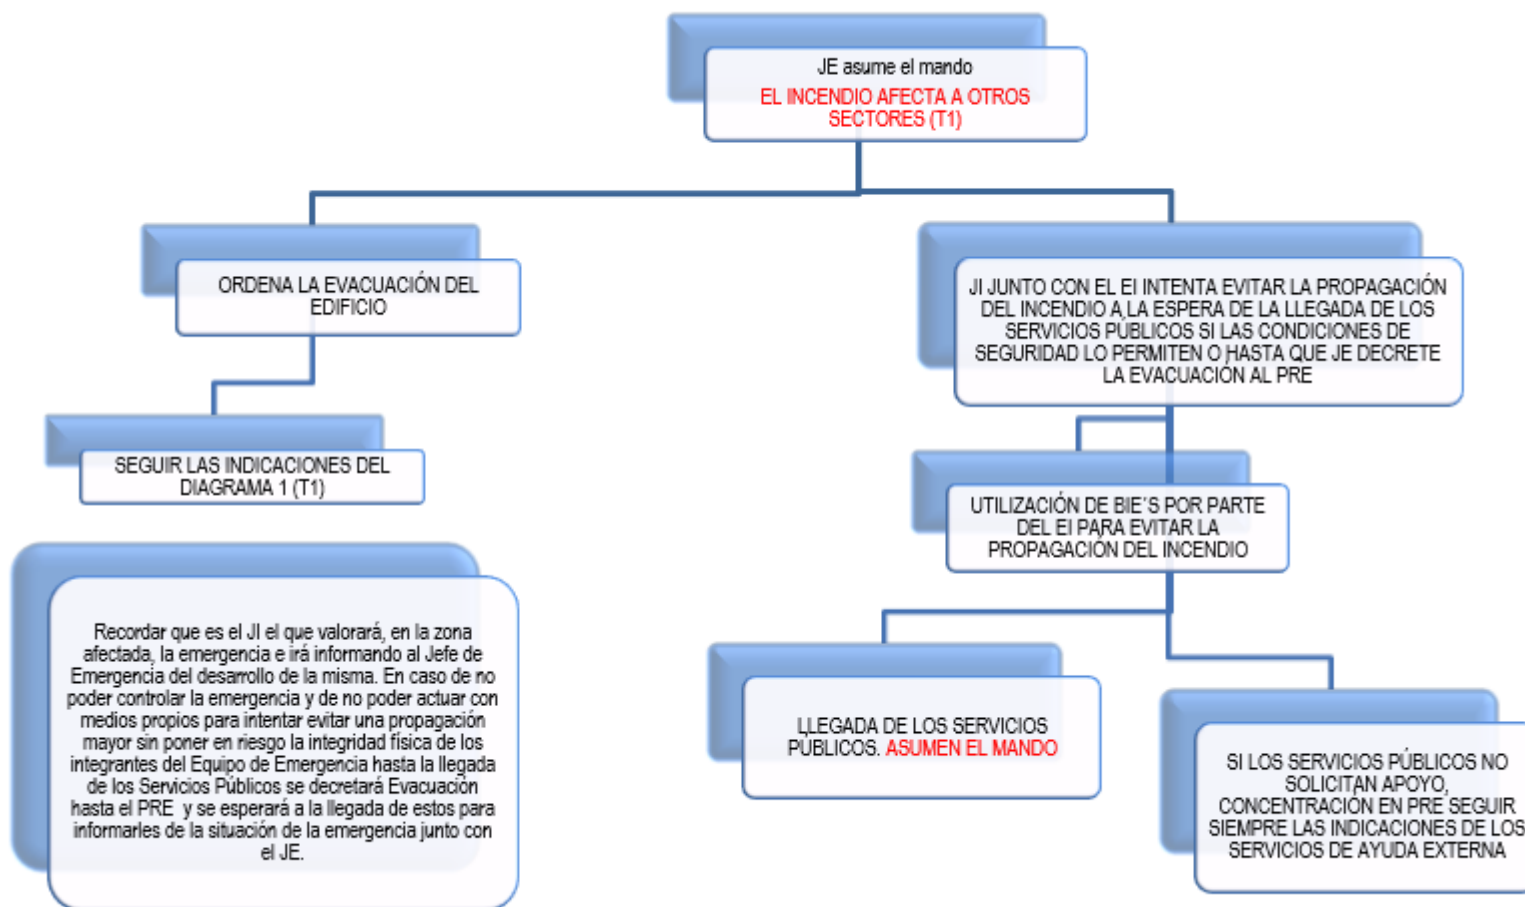 JE asume el mando
EL INCENDIO AFECTA A OTROS
SECTORES (T1)
ORDENA LA EVACUACIÓN DEL
EDIFICIO
JI JUNTO CON EL EI INTENTA EVITAR LA PROPAGACIÓN
DEL INCENDIO A LA ESPERA DE LA LLEGADA DE LOS
SERVICIOS PÚBLICOS SI LAS CONDICIONES DE
SEGURIDAD LO PERMITEN O HASTA QUE JE DECRETE
LA EVACUACIÓN AL PRE
SEGUIR LAS INDICACIONES DEL
DIAGRAMA 1 (T1)
UTILIZACIÓN DE BIE´S POR PARTE
DEL EI PARA EVITAR LA
PROPAGACIÓN DEL INCENDIO
Recordar que es el JI el que valorará, en la zona
afectada, la emergencia e irá informando al Jefe de
Emergencia del desarrollo de la misma. En caso de no
poder controlar la emergencia y de no poder actuar con
medios propios para intentar evitar una propagación
mayor sin poner en riesgo la integridad física de los
integrantes del Equipo de Emergencia hasta la llegada
de los Servicios Públicos se decretará Evacuación
hasta el PRE y se esperará a la llegada de estos para
informarles de la situación de la emergencia junto con
el JE.
LLEGADA DE LOS SERVICIOS
PÚBLICOS. ASUMEN EL MANDO
SI LOS SERVICIOS PÚBLICOS NO
SOLICITAN APOYO,
CONCENTRACIÓN EN PRE SEGUIR
SIEMPRE LAS INDICACIONES DE LOS
SERVICIOS DE AYUDA EXTERNA